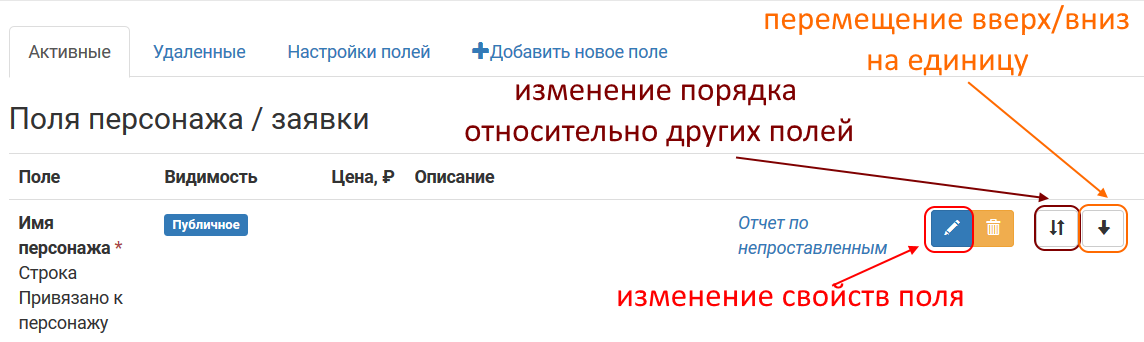 перемещение вверх/вниз
на единицу
Активные Удаленные Настройки полей Добавить новое поле
изменение порядка
относительно других полей
Поля персонажа / заявки
Поле Видимость Цена, ₽ Описание
Имя
персонажа *
Строка
Привязано к
персонажу
Публичное
Отчет по
непроставленным
изменение свойств поля